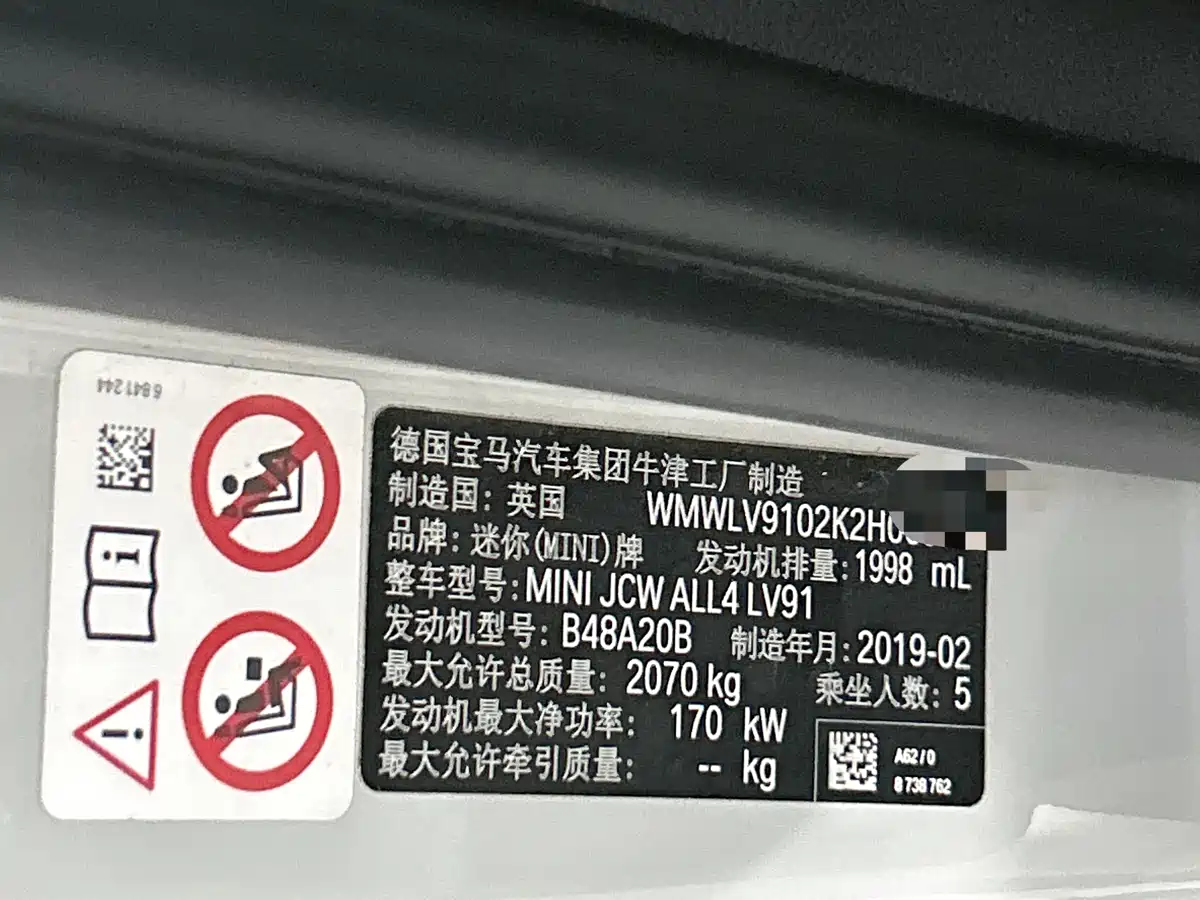 6841244
德国宝马汽车集团牛津工厂制造
制造国：英国 WMWLV9102K2H
品牌：迷你(MINI)牌 发动机排量：1998 mL
整车型号：MINI JCW ALL4 LV91
发动机型号：B48A20B 制造年月：2019-02
最大允许总质量：2070 kg 乘坐人数：5
发动机最大净功率：170 kW
最大允许牵引质量：-- kg
A62/0
8 738 762